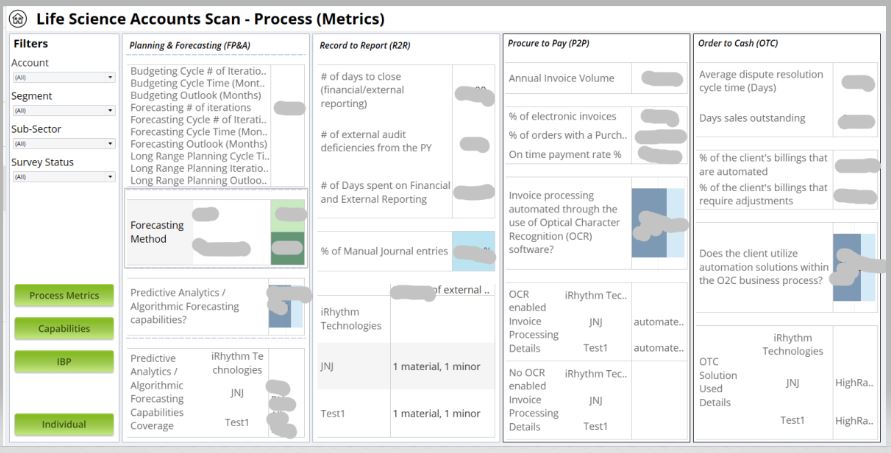 Life Science Accounts Scan - Process (Metrics)
Filters
Account
(All)
Segment
(All)
Sub-Sector
(All)
Survey Status
(All)
Process Metrics
Capabilities
IBP
Individual
Planning & Forecasting (FP&A)
Budgeting Cycle # of Iteratio..
Budgeting Cycle Time (Mont..
Budgeting Outlook (Months)
Forecasting # of iterations
Forecasting Cycle # of Iterati..
Forecasting Cycle Time (Mon..
Forecasting Outlook (Months)
Long Range Planning Cycle Ti..
Long Range Planning Iteratio..
Long Range Planning Outloo..
Forecasting
Method
Predictive Analytics /
Algorithmic Forecasting
capabilities?
Predictive
Analytics /
Algorithmic
Forecasting
Capabilities
Coverage
iRhythm Te
chnologies
JNJ
Test1
Record to Report (R2R)
# of days to close
(financial/external
reporting)
# of external audit
deficiencies from the PY
# of Days spent on Financial
and External Reporting
% of Manual Journal entries
of external ..
iRhythm
Technologies
JNJ
1 material, 1 minor
Test1
1 material, 1 minor
Procure to Pay (P2P)
Annual Invoice Volume
% of electronic invoices
% of orders with a Purch..
On time payment rate %
Invoice processing
automated through the
use of Optical Character
Recognition (OCR)
software?
OCR
enabled
Invoice
Processing
Details
iRhythm Tec..
JNJ
automate..
Test1
automate..
No OCR
enabled
Invoice
Processing
Details
iRhythm Tec..
JNJ
Test1
Order to Cash (OTC)
Average dispute resolution
cycle time (Days)
Days sales outstanding
% of the client's billings that
are automated
% of the client's billings that
require adjustments
Does the client utilize
automation solutions within
the O2C business process?
OTC
Solution
Used
Details
iRhythm
Technologies
JNJ
HighRa..
Test1
HighRa..